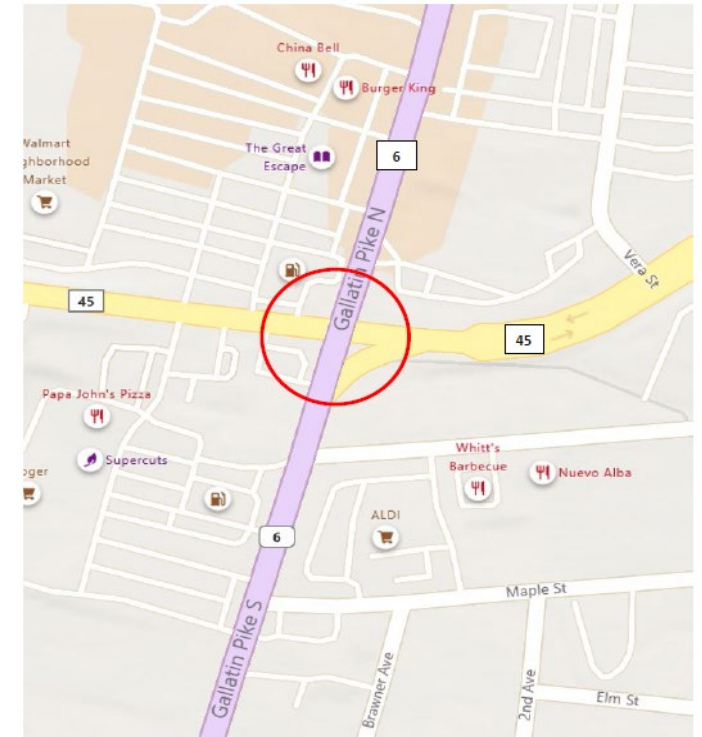 China Bell
Burger King
Walmart
ghborhood
Market
The Great
Escape
6
Gallatin Pike N
Vera St
45
45
Papa John's Pizza
Supercuts
oger
Whitt's
Barbecue
Nuevo Alba
ALDI
6
Maple St
Gallatin Pike S
Brawner Ave
2nd Ave
Elm St